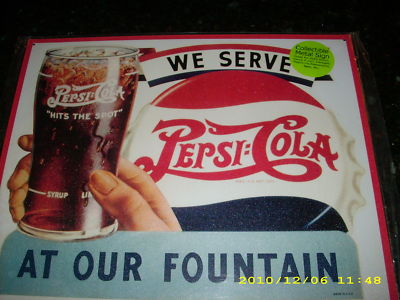 WE SERVE
Collectible
Metal Sign
PEPSI:COLA
"HITS THE SPOT"
PEPSI:COLA
SYRUP LI
AT OUR FOUNTAIN
2010/12/06 11:48